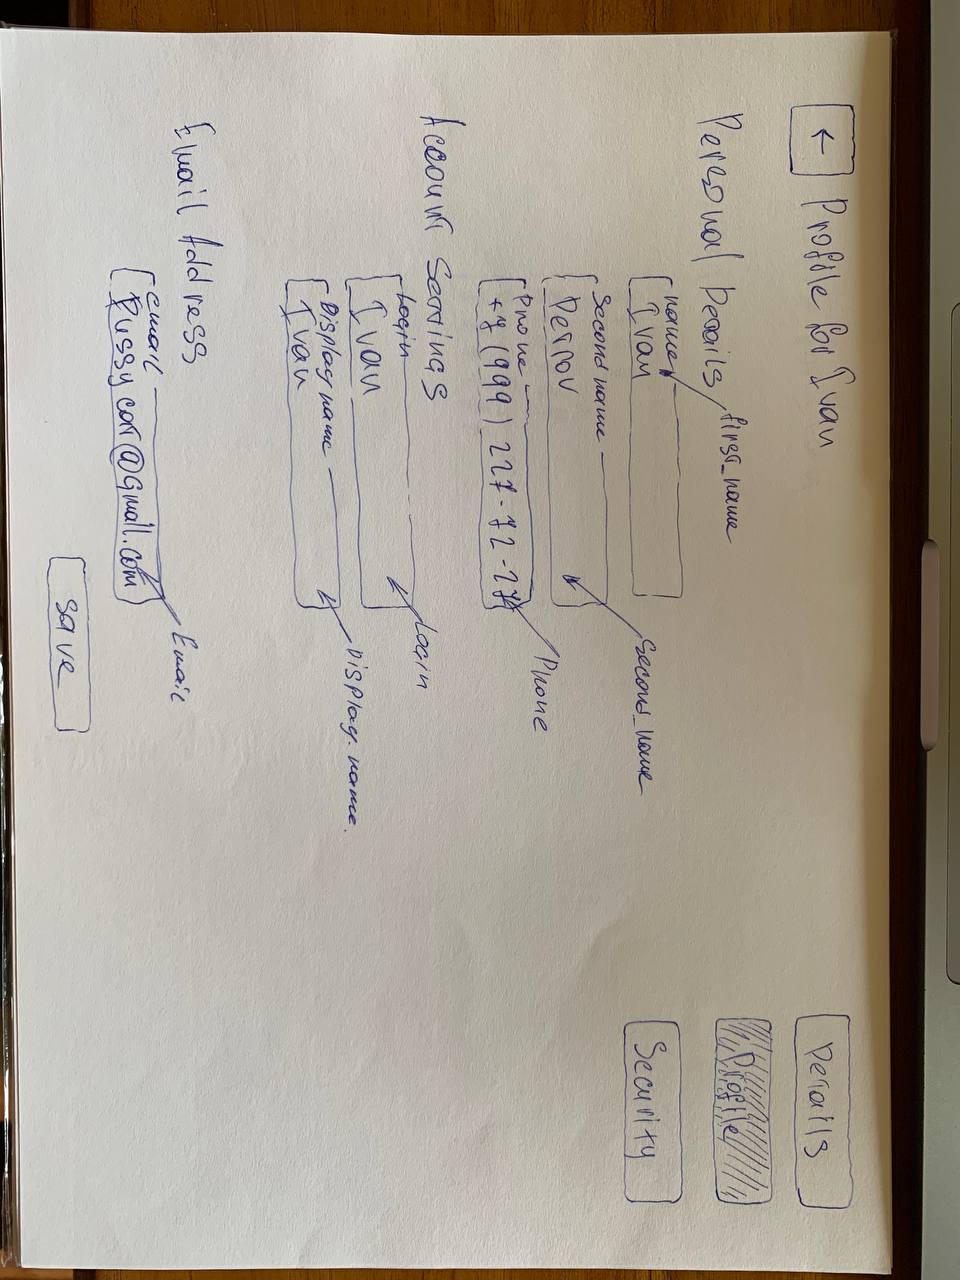 ← Profile for Ivan
Details
Profile
Security
Personal Details
first_name
name
Ivan
Second_name
Second name
Petrov
Phone
Phone
+7 (999) 227-72-27
Account Settings
Login
Login
Ivan
Display_name
Display name
Ivan
Email Address
Email
email
Pussycat@gmail.com
Save